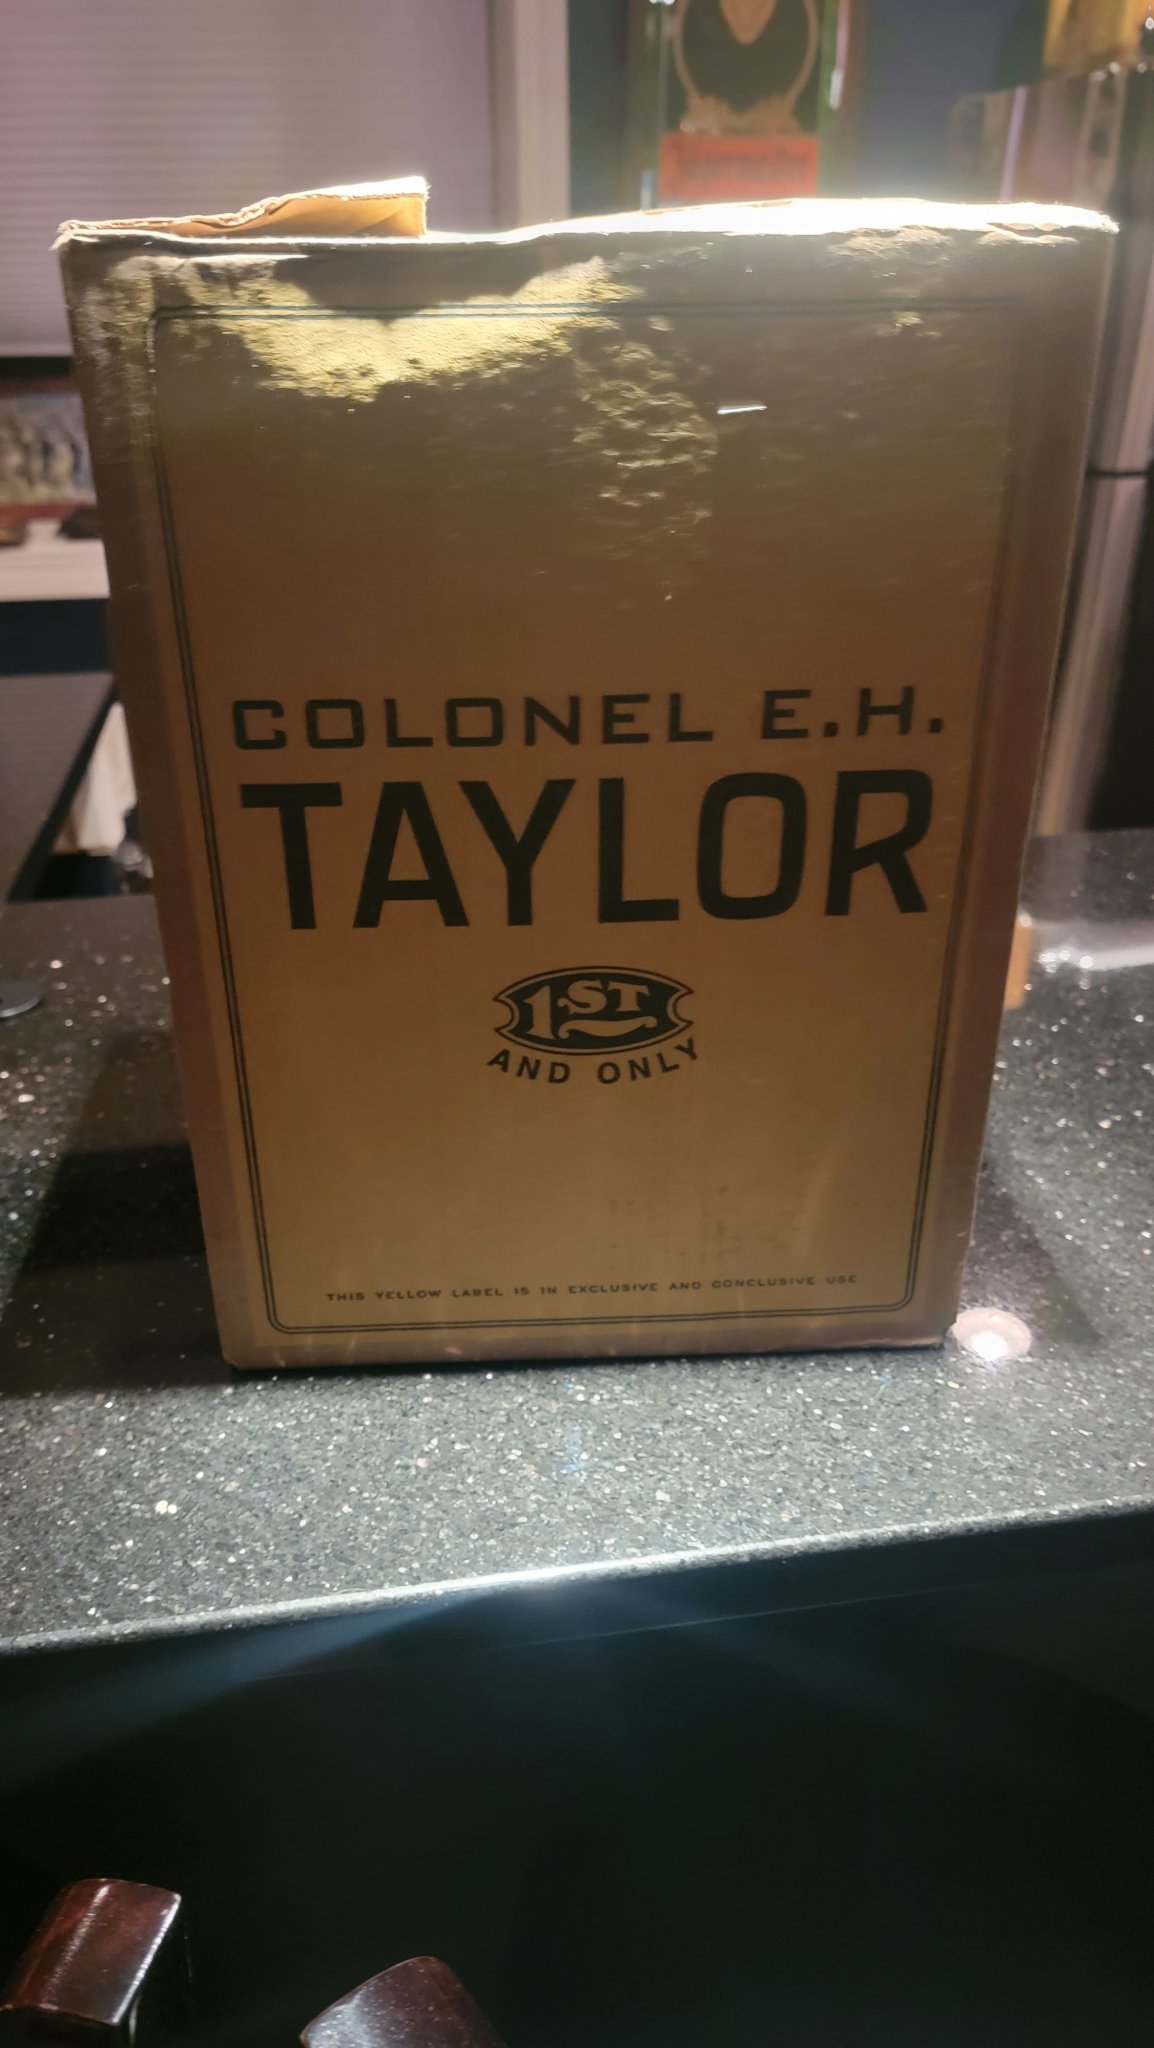 COLONEL E.H.
TAYLOR
1ST
AND ONLY
THIS YELLOW LABEL IS IN EXCLUSIVE AND CONCLUSIVE USE